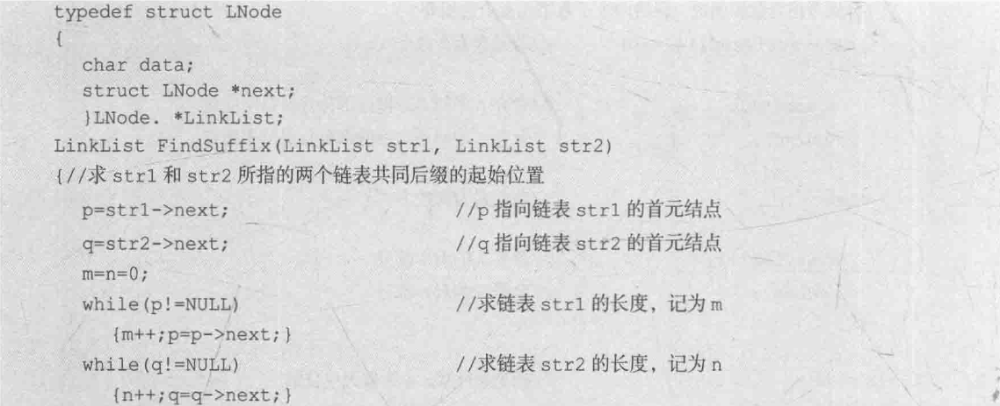 typedef struct LNode
{
char data;
struct LNode *next;
}LNode. *LinkList;
LinkList FindSuffix(LinkList str1, LinkList str2)
{//求 str1 和 str2 所指的两个链表共同后缀的起始位置
p=str1->next; //p 指向链表 str1 的首元结点
q=str2->next; //q 指向链表 str2 的首元结点
m=n=0;
while(p!=NULL) //求链表 str1 的长度，记为 m
{m++;p=p->next;}
while(q!=NULL) //求链表 str2 的长度，记为 n
{n++;q=q->next;}